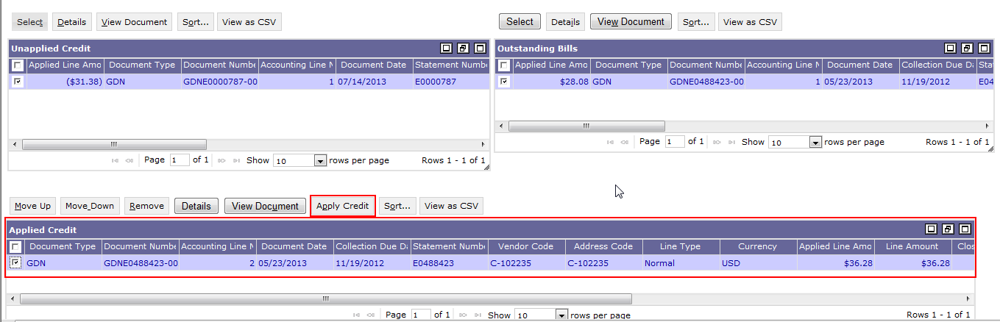 Select Details View Document Sort... View as CSV
Select Details View Document Sort... View as CSV
Unapplied Credit
Applied Line Amo Document Type Document Numbe Accounting Line N Document Date Statement Numbe
($31.38) GDN GDNE0000787-00 1 07/14/2013 E0000787
Page 1 of 1 Show 10 rows per page Rows 1 - 1 of 1
Outstanding Bills
Applied Line Amo Document Type Document Numbe Accounting Line N Document Date Collection Due Da Stat
$28.08 GDN GDNE0488423-00 1 05/23/2013 11/19/2012 E04
Page 1 of 1 Show 10 rows per page Rows 1 - 1 of 1
Move Up Move Down Remove Details View Document Apply Credit Sort... View as CSV
Applied Credit
Document Type Document Numbe Accounting Line N Document Date Collection Due Da Statement Numbe Vendor Code Address Code Line Type Currency Applied Line Amo Line Amount Clos
GDN GDNE0488423-00 2 05/23/2013 11/19/2012 E0488423 C-102235 C-102235 Normal USD $36.28 $36.28
Page 1 of 1 Show 10 rows per page Rows 1 - 1 of 1